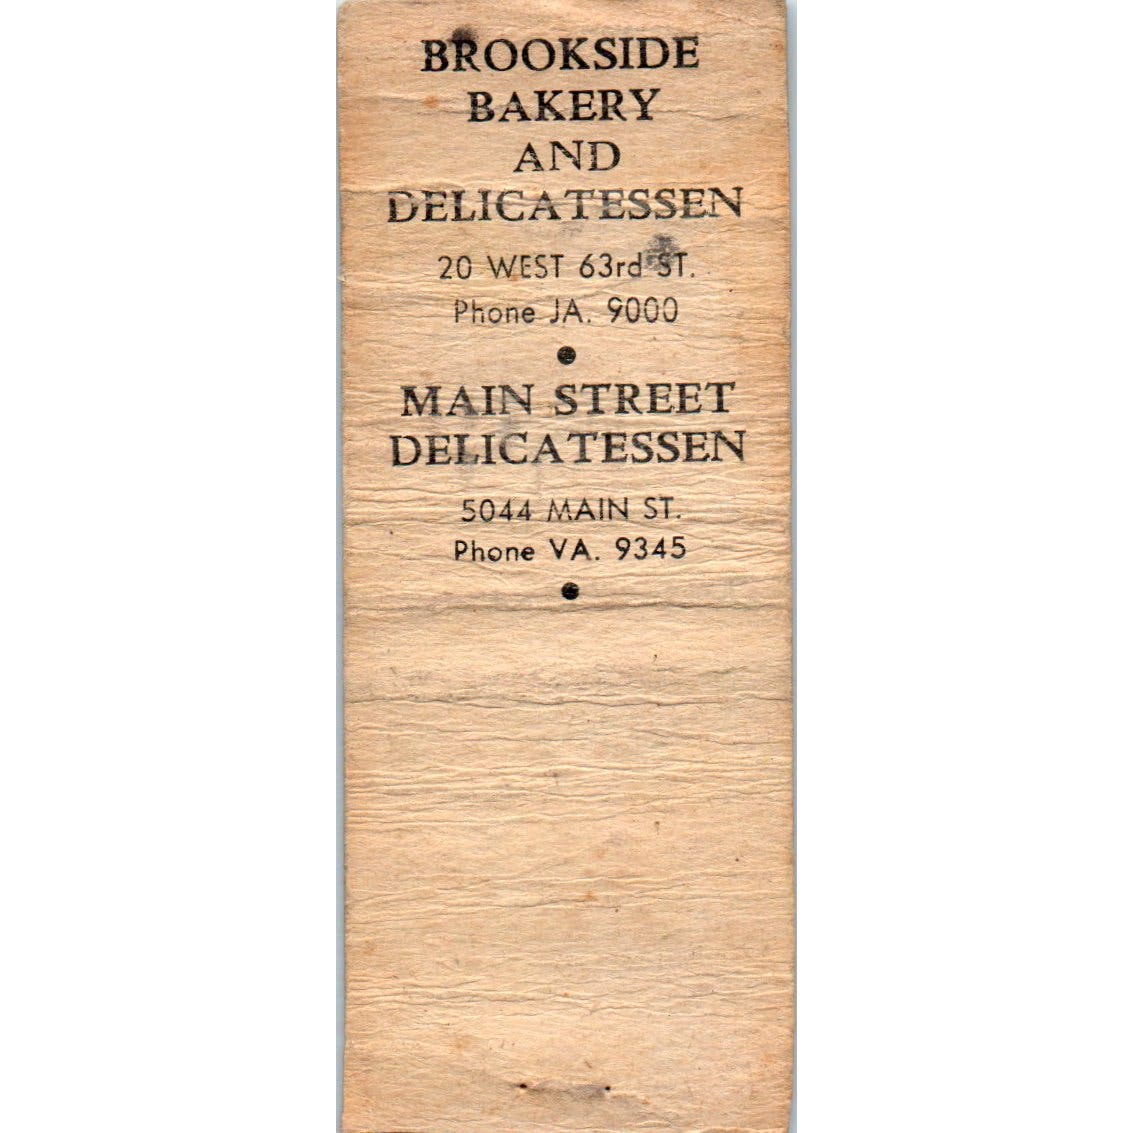 BROOKSIDE
BAKERY
AND
DELICATESSEN
20 WEST 63rd ST.
Phone JA. 9000
•
MAIN STREET
DELICATESSEN
5044 MAIN ST.
Phone VA. 9345
•